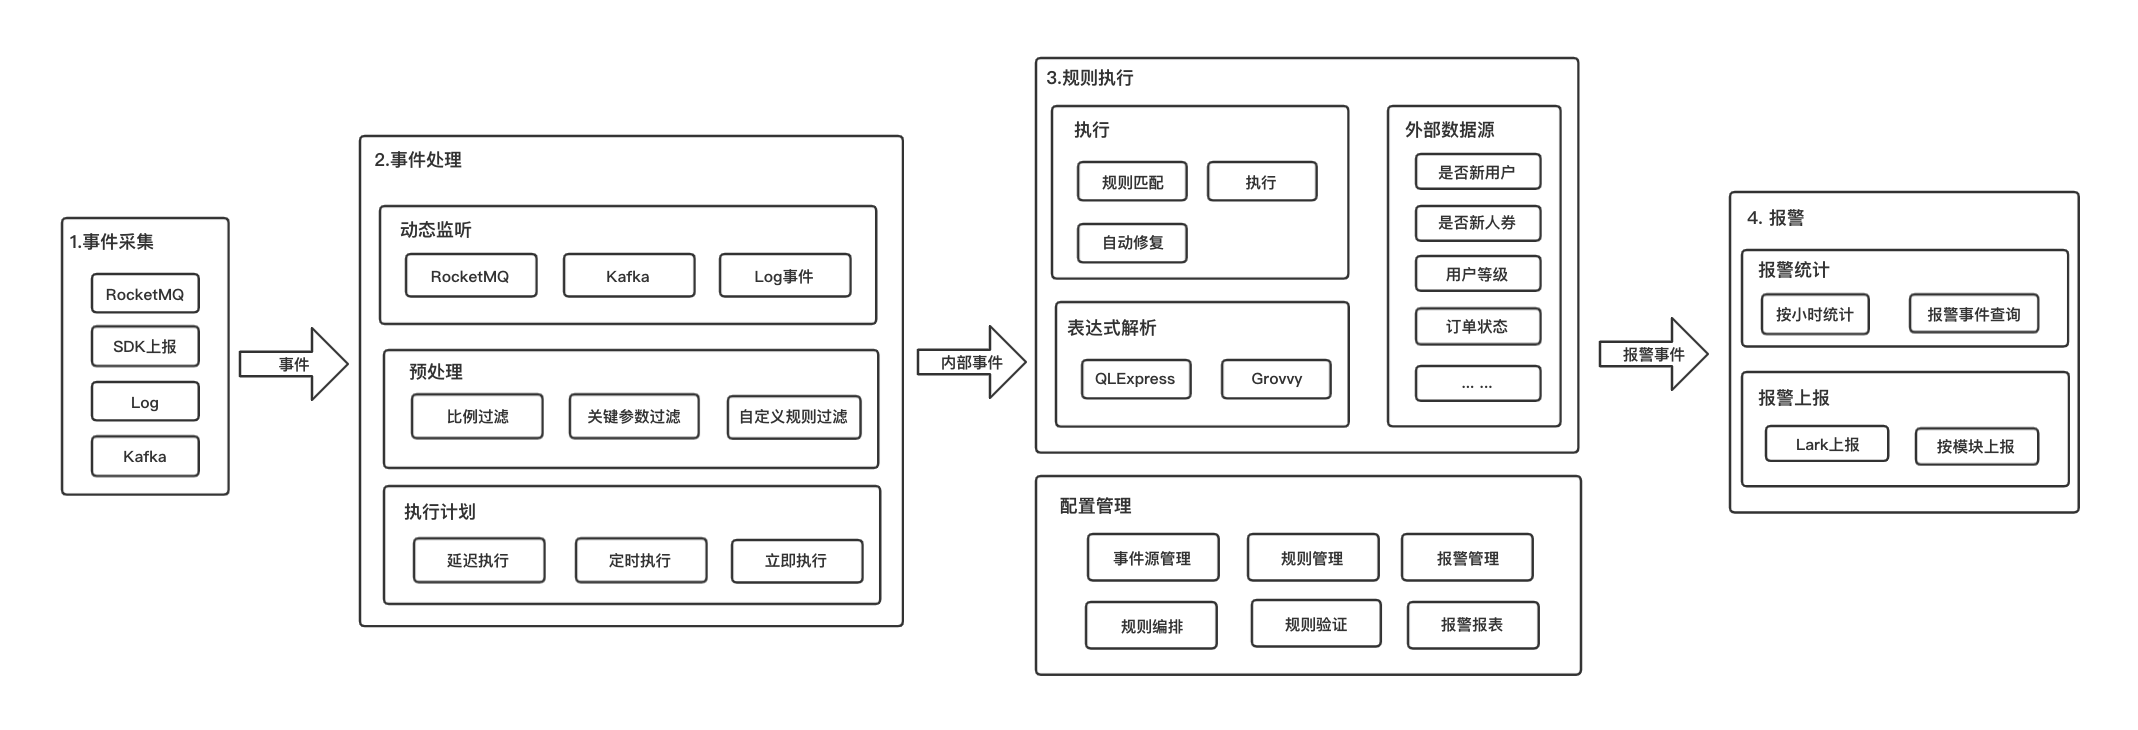 1.事件采集
RocketMQ
SDK上报
Log
Kafka
事件
2.事件处理
动态监听
RocketMQ
Kafka
Log事件
预处理
比例过滤
关键参数过滤
自定义规则过滤
执行计划
延迟执行
定时执行
立即执行
内部事件
3.规则执行
执行
规则匹配
执行
自动修复
表达式解析
QLExpress
Grovvy
外部数据源
是否新用户
是否新人券
用户等级
订单状态
... ...
配置管理
事件源管理
规则管理
报警管理
规则编排
规则验证
报警报表
报警事件
4. 报警
报警统计
按小时统计
报警事件查询
报警上报
Lark上报
按模块上报